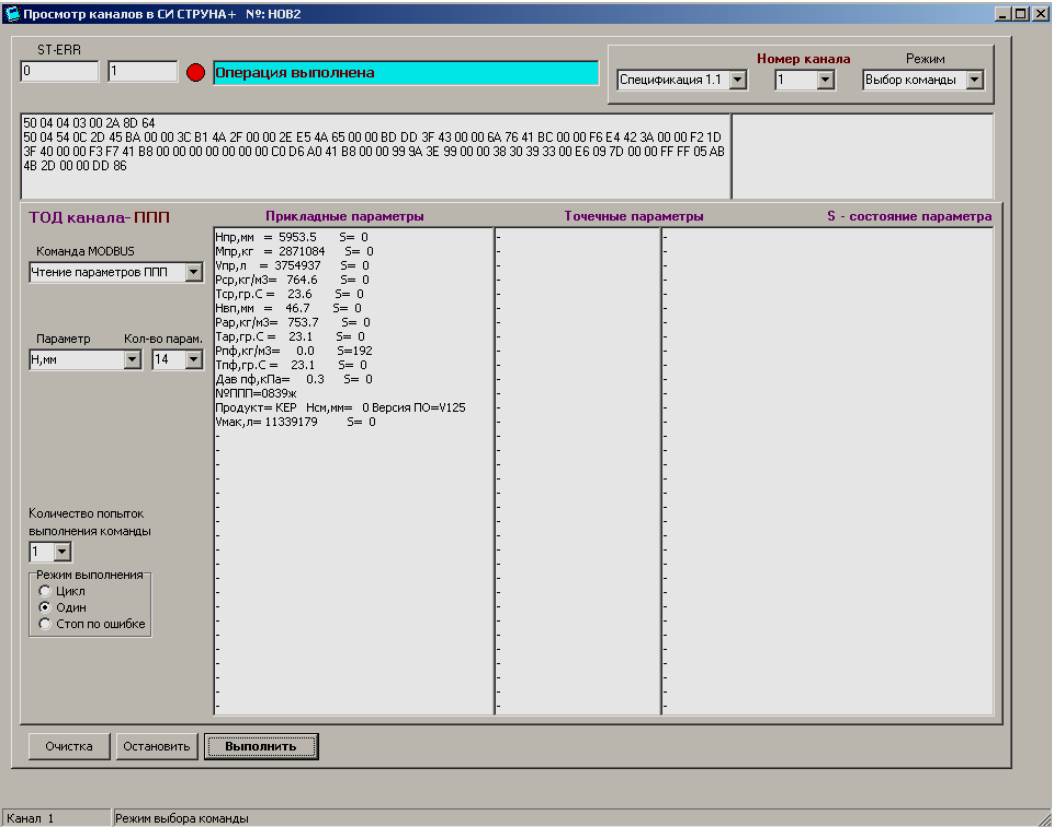 Просмотр каналов в СИ СТРУНА+ №: НОВ2
ST-ERR
0 1 Операция выполнена
Номер канала Режим
Спецификация 1.1 1 Выбор команды
50 04 04 03 00 2A 8D 64
50 04 54 0C 2D 45 BA 00 00 3C B1 4A 2F 00 00 2E E5 4A 65 00 00 BD DD 3F 43 00 00 6A 76 41 BC 00 00 F6 E4 42 3A 00 00 F2 1D
3F 40 00 00 F3 F7 41 B8 00 00 00 00 00 00 00 C0 D6 A0 41 B8 00 00 99 9A 3E 99 00 00 38 30 39 33 00 E6 09 7D 00 00 FF FF 05 AB
4B 2D 00 00 DD 86
ТОД канала- ППП
Прикладные параметры Точечные параметры S - состояние параметра
Команда MODBUS
Чтение параметров ППП
Параметр Кол-во парам.
H,мм 14
Hпр,мм = 5953.5 S= 0
Mпр,кг = 2871084 S= 0
Vпр,л = 3754937 S= 0
Pср,кг/м3= 764.6 S= 0
Tср,гр.C = 23.6 S= 0
Hвп,мм = 46.7 S= 0
Pар,кг/м3= 753.7 S= 0
Tар,гр.C = 23.1 S= 0
Pпф,кг/м3= 0.0 S=192
Tпф,гр.C = 23.1 S= 0
Дав пф,кПа= 0.3 S= 0
№ППП=0839ж
Продукт= КЕР Hсм,мм= 0 Версия ПО=V125
Vмак,л= 11339179 S= 0
Количество попыток
выполнения команды
1
Режим выполнения
Цикл
Один
Стоп по ошибке
Очистка Остановить Выполнить
Канал 1 Режим выбора команды